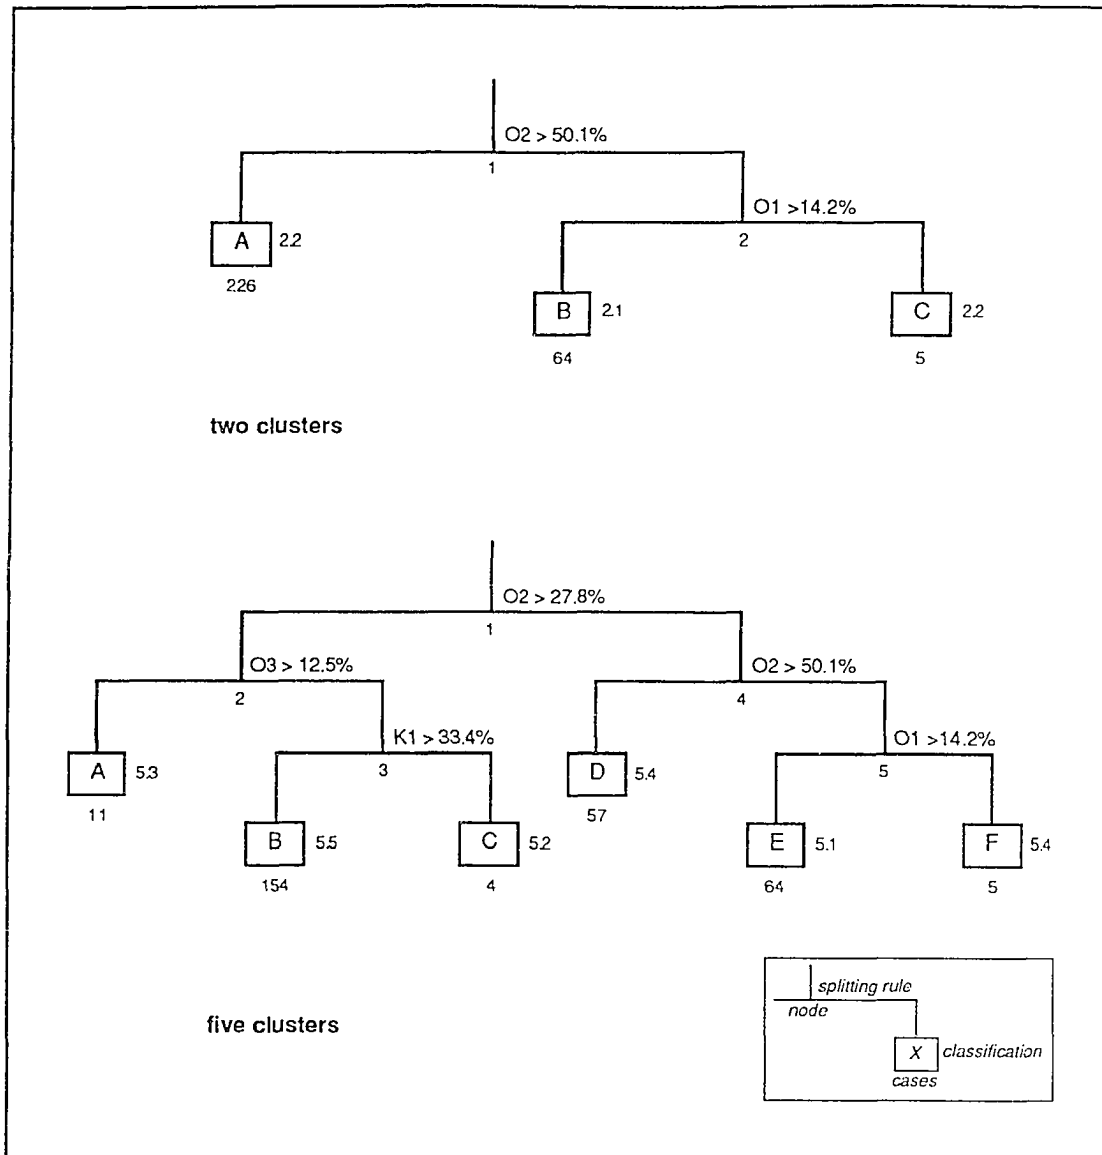 O2 > 50.1%
1
O1 >14.2%
2
A 2.2
226
B 2.1
64
C 2.2
5
two clusters
O2 > 27.8%
1
O3 > 12.5%
2
O2 > 50.1%
4
K1 > 33.4%
3
O1 >14.2%
5
A 5.3
11
D 5.4
57
B 5.5
154
C 5.2
4
E 5.1
64
F 5.4
5
five clusters
splitting rule
node
X classification
cases